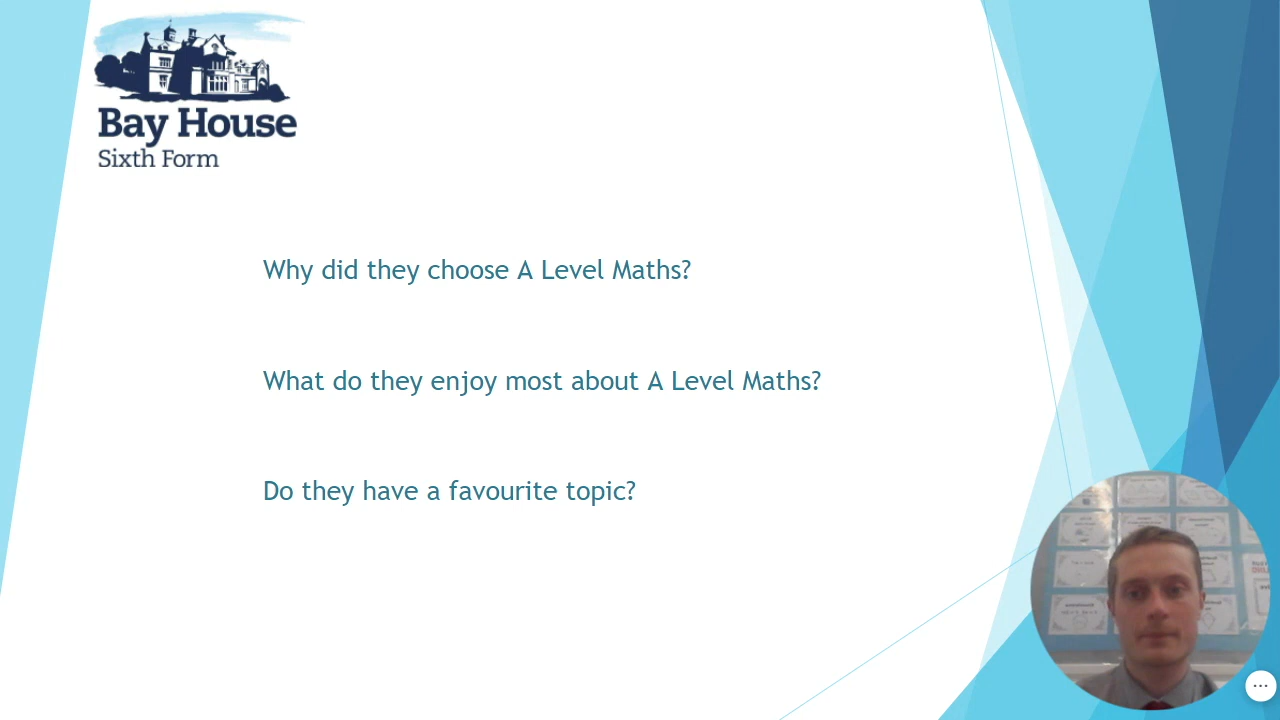 Bay House
Sixth Form
Why did they choose A Level Maths?
What do they enjoy most about A Level Maths?
Do they have a favourite topic?